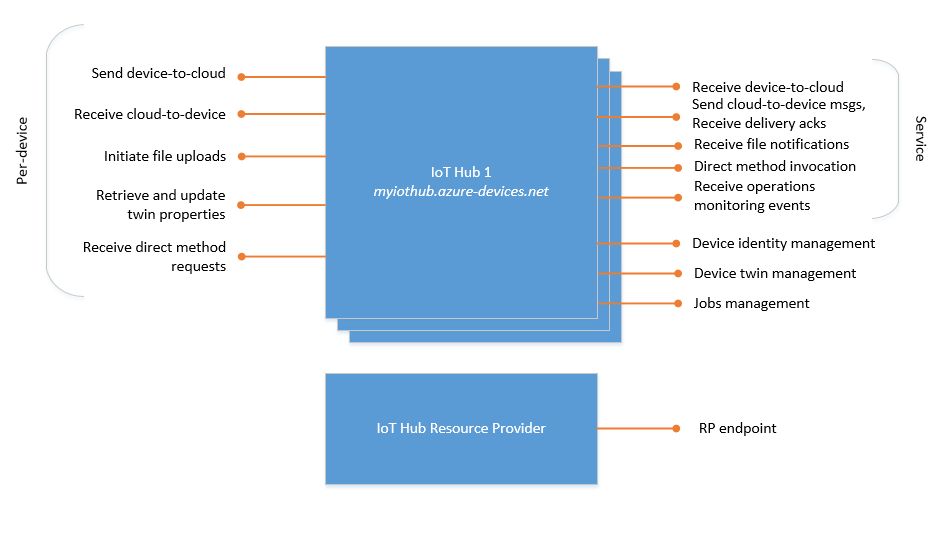 Per-device
Send device-to-cloud
Receive cloud-to-device
Initiate file uploads
Retrieve and update
twin properties
Receive direct method
requests
IoT Hub 1
myiothub.azure-devices.net
Receive device-to-cloud
Send cloud-to-device msgs,
Receive delivery acks
Receive file notifications
Direct method invocation
Receive operations
monitoring events
Service
Device identity management
Device twin management
Jobs management
IoT Hub Resource Provider
RP endpoint